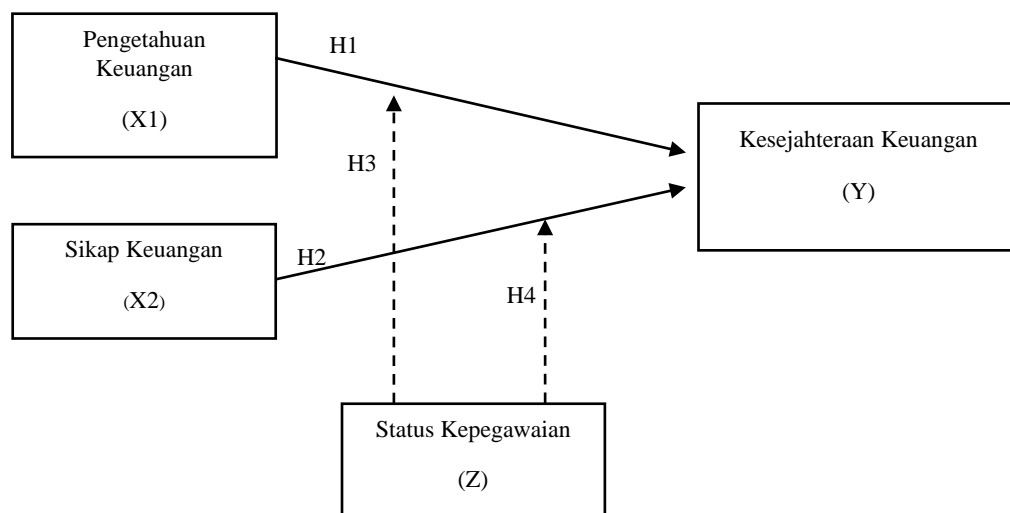 Pengetahuan
Keuangan
(X1)
H1
Kesejahteraan Keuangan
(Y)
H3
Sikap Keuangan
(X2)
H2
H4
Status Kepegawaian
(Z)